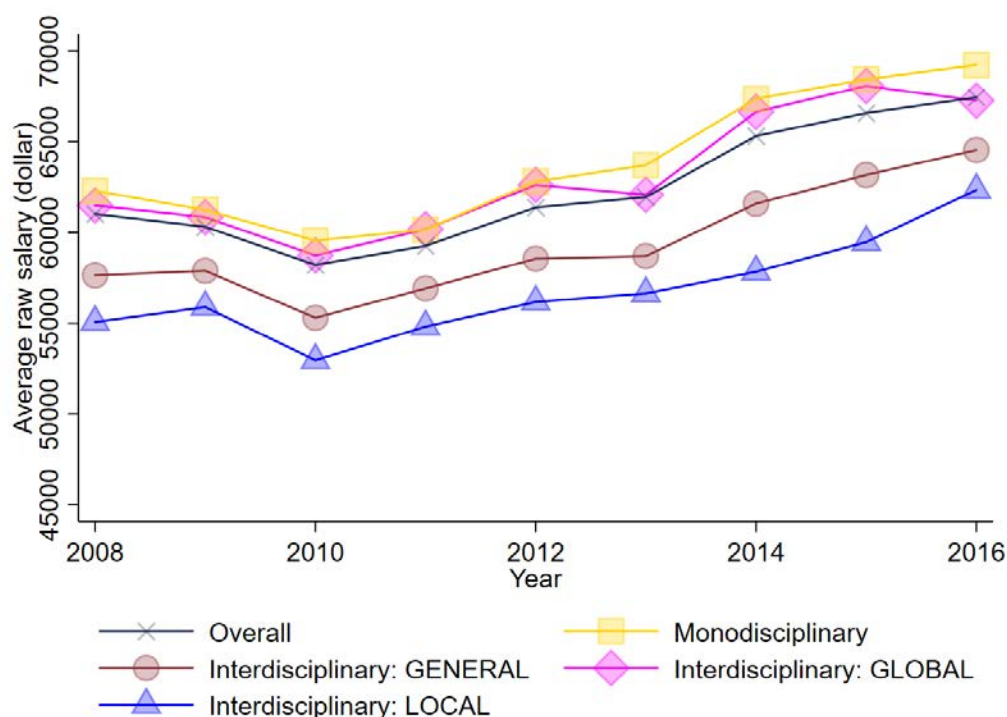 70000
65000
60000
55000
50000
45000
Average raw salary (dollar)
2008 2010 2012 2014 2016
Year
Overall Monodisciplinary
Interdisciplinary: GENERAL Interdisciplinary: GLOBAL
Interdisciplinary: LOCAL